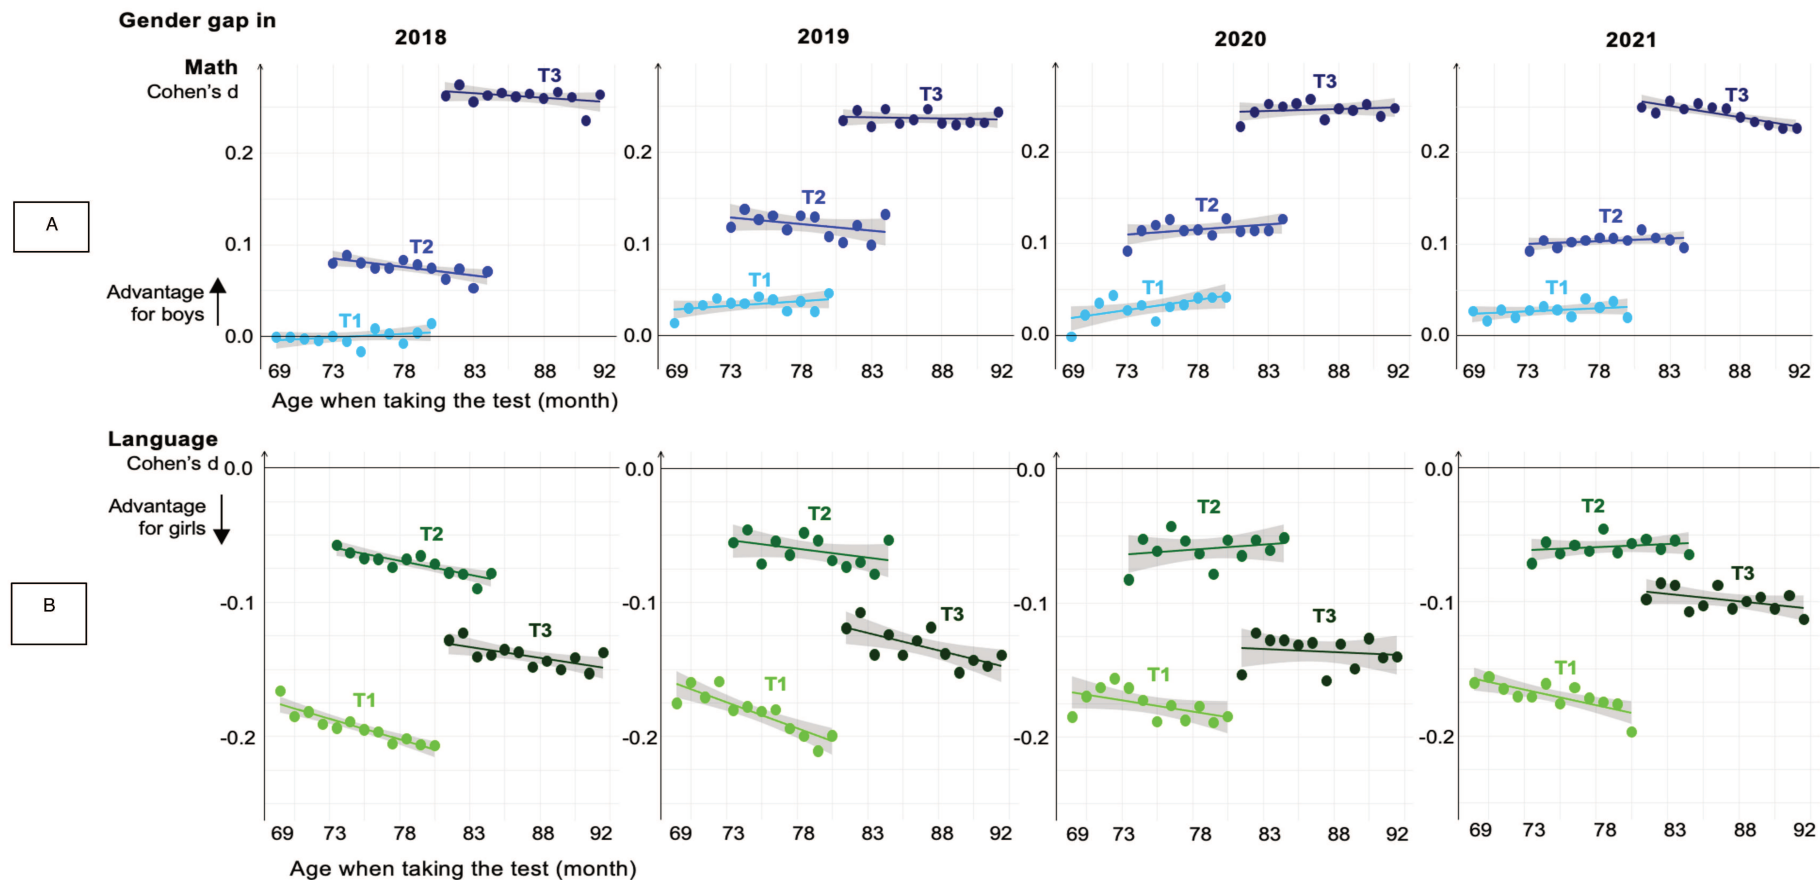 Gender gap in
2018 2019 2020 2021
Math
Cohen's d
A
Advantage
for boys
0.2 0.1 0.0
T3 T2 T1
69 73 78 83 88 92
0.2 0.1 0.0
T3 T2 T1
69 73 78 83 88 92
0.2 0.1 0.0
T3 T2 T1
69 73 78 83 88 92
0.2 0.1 0.0
T3 T2 T1
69 73 78 83 88 92
Age when taking the test (month)
Language
Cohen's d
Advantage
for girls
B
0.0 -0.1 -0.2
T2 T3 T1
69 73 78 83 88 92
0.0 -0.1 -0.2
T2 T3 T1
69 73 78 83 88 92
0.0 -0.1 -0.2
T2 T3 T1
69 73 78 83 88 92
0.0 -0.1 -0.2
T2 T3 T1
69 73 78 83 88 92
Age when taking the test (month)